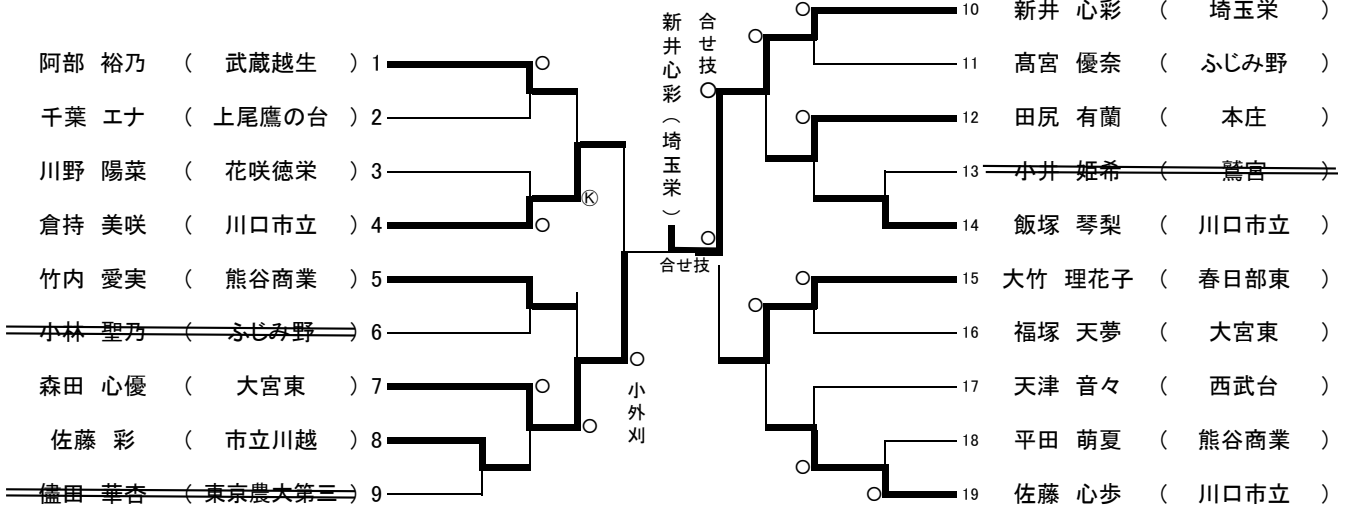 阿部 裕乃 （ 武蔵越生 ） 1
千葉 エナ （ 上尾鷹の台 ） 2
川野 陽菜 （ 花咲徳栄 ） 3
倉持 美咲 （ 川口市立 ） 4
竹内 愛実 （ 熊谷商業 ） 5
小林 聖乃 （ ふじみ野 ） 6
森田 心優 （ 大宮東 ） 7
佐藤 彩 （ 市立川越 ） 8
儘田 華杏 （ 東京農大第三 ） 9
○
Ⓚ
○
○
○
○
小外刈
新井心彩（埼玉栄）
合せ技
○
○
合せ技
○
○
○
○
○
○
○
10 新井 心彩 （ 埼玉栄 ）
11 髙宮 優奈 （ ふじみ野 ）
12 田尻 有蘭 （ 本庄 ）
13 小井 姫希 （ 鷲宮 ）
14 飯塚 琴梨 （ 川口市立 ）
15 大竹 理花子 （ 春日部東 ）
16 福塚 天夢 （ 大宮東 ）
17 天津 音々 （ 西武台 ）
18 平田 萌夏 （ 熊谷商業 ）
19 佐藤 心歩 （ 川口市立 ）